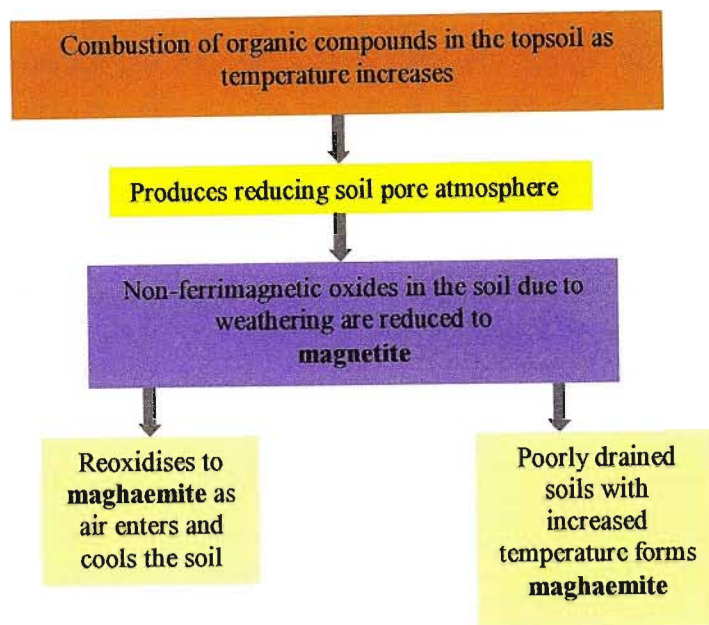 Combustion of organic compounds in the topsoil as
temperature increases
Produces reducing soil pore atmosphere
Non-ferrimagnetic oxides in the soil due to
weathering are reduced to
magnetite
Reoxidises to
maghaemite as
air enters and
cools the soil
Poorly drained
soils with
increased
temperature forms
maghaemite